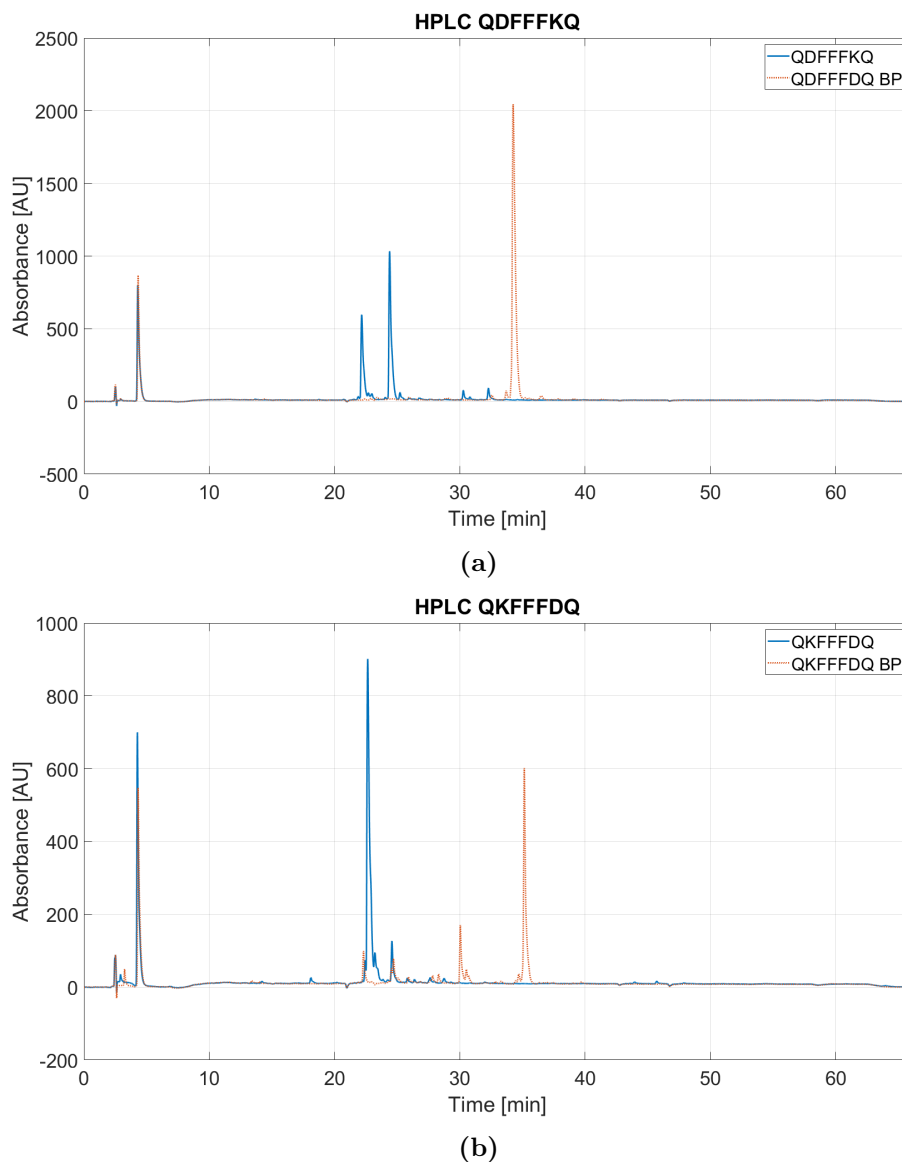 HPLC QDFFFKQ
2500
2000
1500
1000
500
0
-500
Absorbance [AU]
QDFFFKQ
QDFFFDQ BP
0 10 20 30 40 50 60
Time [min]
(a)
HPLC QKFFFDQ
1000
800
600
400
200
0
-200
Absorbance [AU]
QKFFFDQ
QKFFFDQ BP
0 10 20 30 40 50 60
Time [min]
(b)